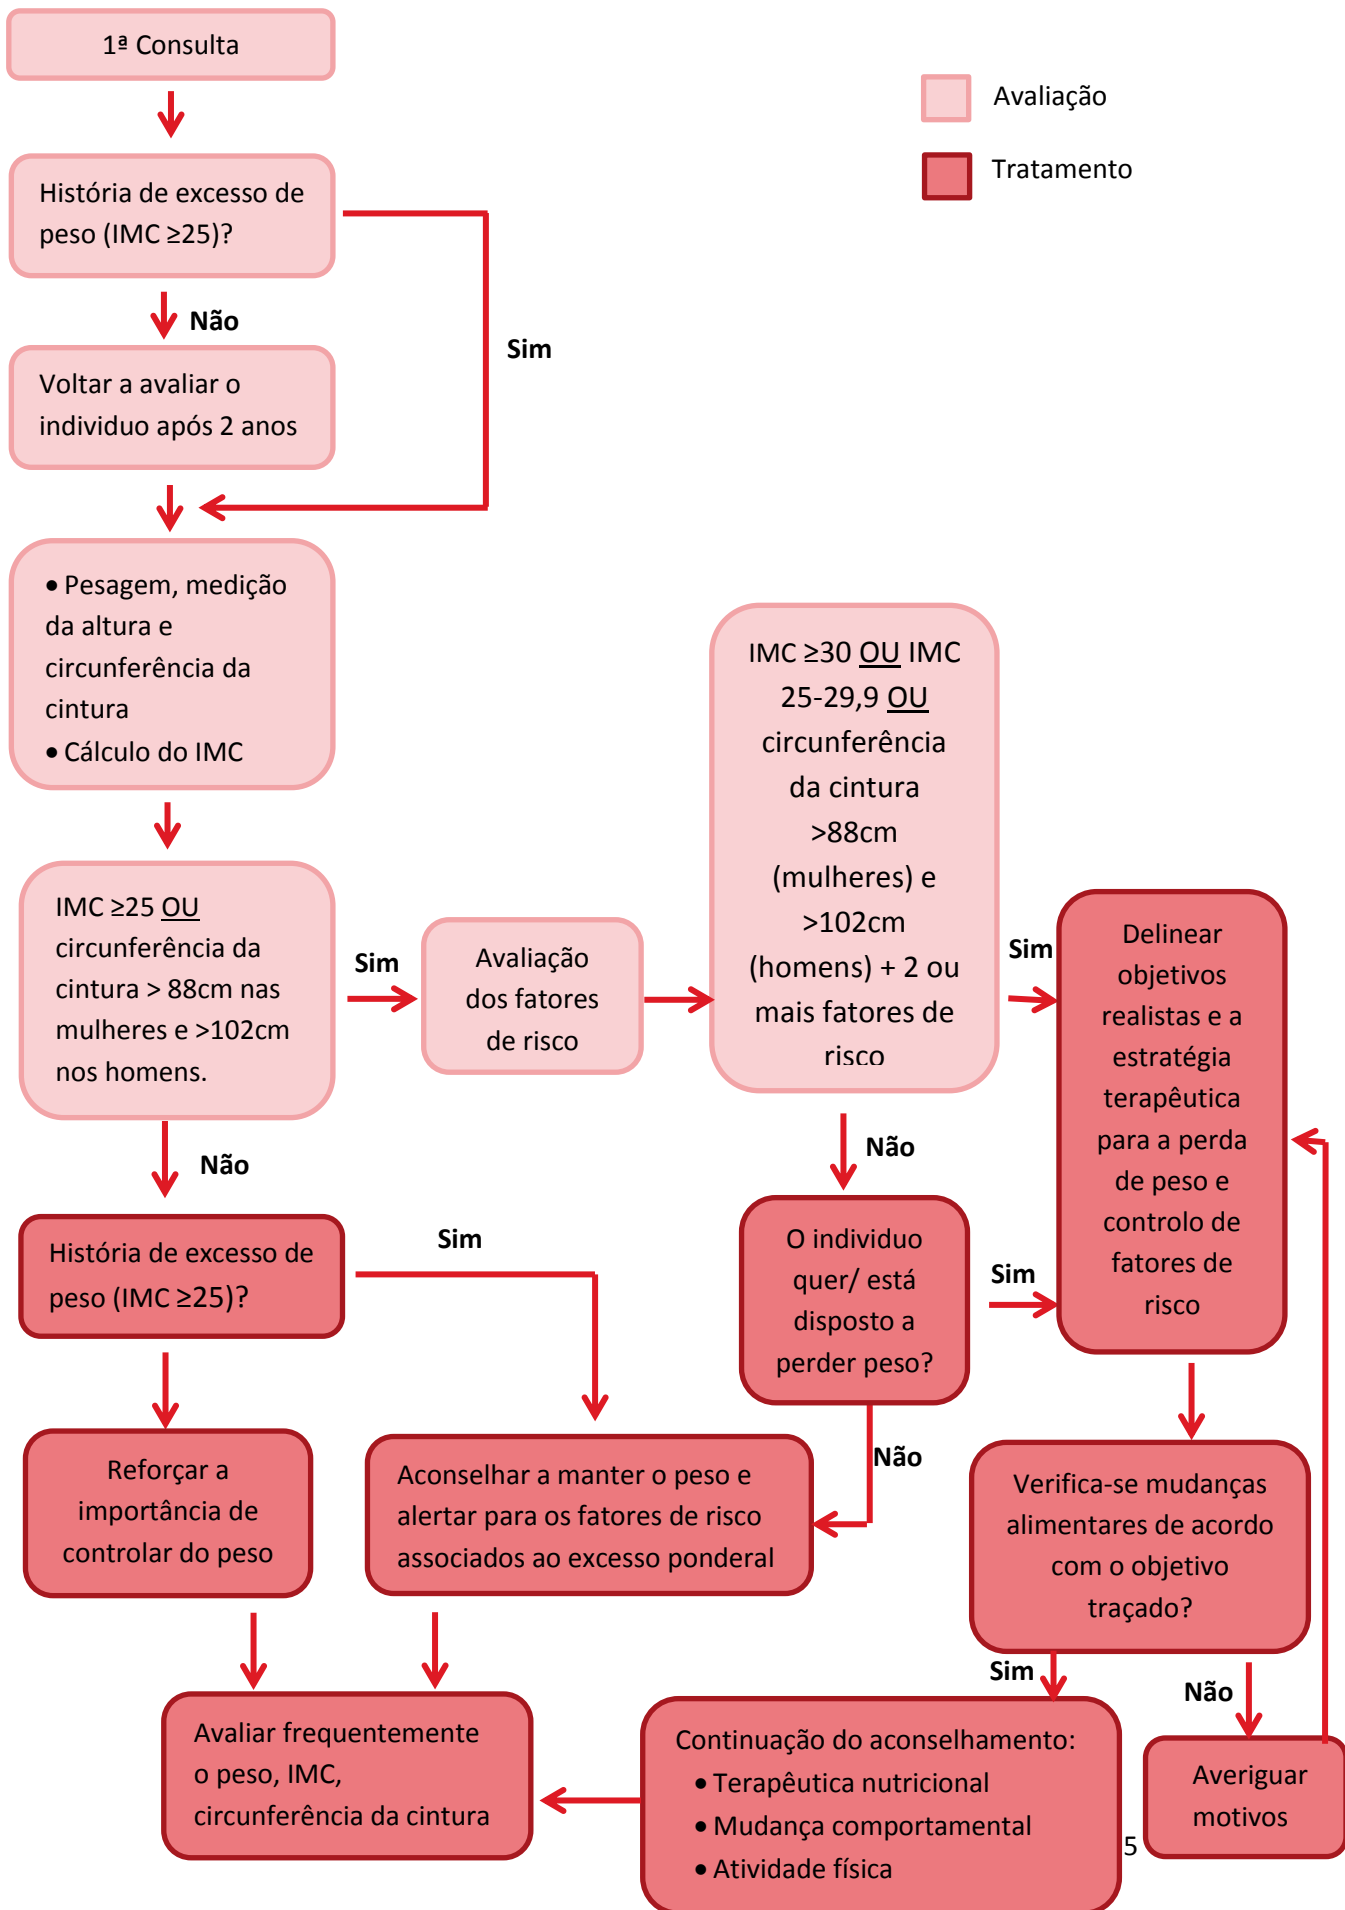 1ª Consulta
Avaliação
Tratamento
História de excesso de
peso (IMC ≥25)?
Não
Sim
Voltar a avaliar o
individuo após 2 anos
• Pesagem, medição
da altura e
circunferência da
cintura
• Cálculo do IMC
IMC ≥25 OU
circunferência da
cintura > 88cm nas
mulheres e >102cm
nos homens.
Sim
Avaliação
dos fatores
de risco
IMC ≥30 OU IMC
25-29,9 OU
circunferência
da cintura
>88cm
(mulheres) e
>102cm
(homens) + 2 ou
mais fatores de
risco
Sim
Delinear
objetivos
realistas e a
estratégia
terapêutica
para a perda
de peso e
controlo de
fatores de
risco
Não
Não
História de excesso de
peso (IMC ≥25)?
Sim
O individuo
quer/ está
disposto a
perder peso?
Sim
Não
Reforçar a
importância de
controlar do peso
Aconselhar a manter o peso e
alertar para os fatores de risco
associados ao excesso ponderal
Verifica-se mudanças
alimentares de acordo
com o objetivo
traçado?
Sim
Não
Avaliar frequentemente
o peso, IMC,
circunferência da cintura
Continuação do aconselhamento:
• Terapêutica nutricional
• Mudança comportamental
• Atividade física
Averiguar
motivos
5